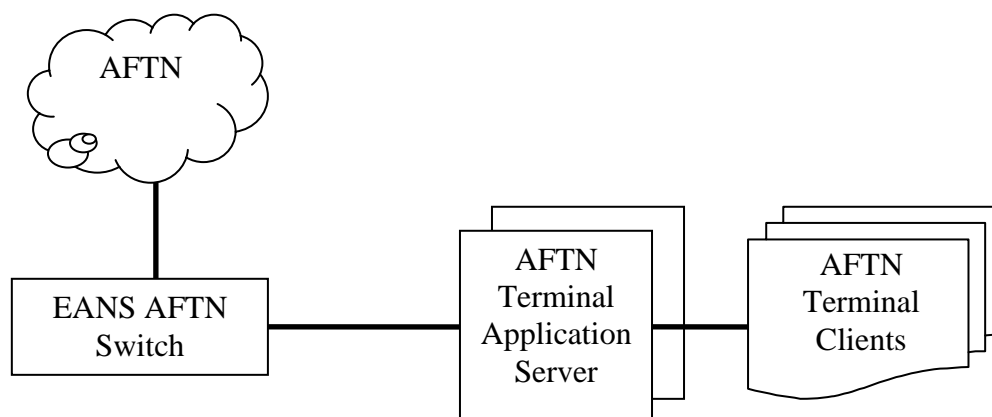 AFTN
EANS AFTN
Switch
AFTN
Terminal
Application
Server
AFTN
Terminal
Clients